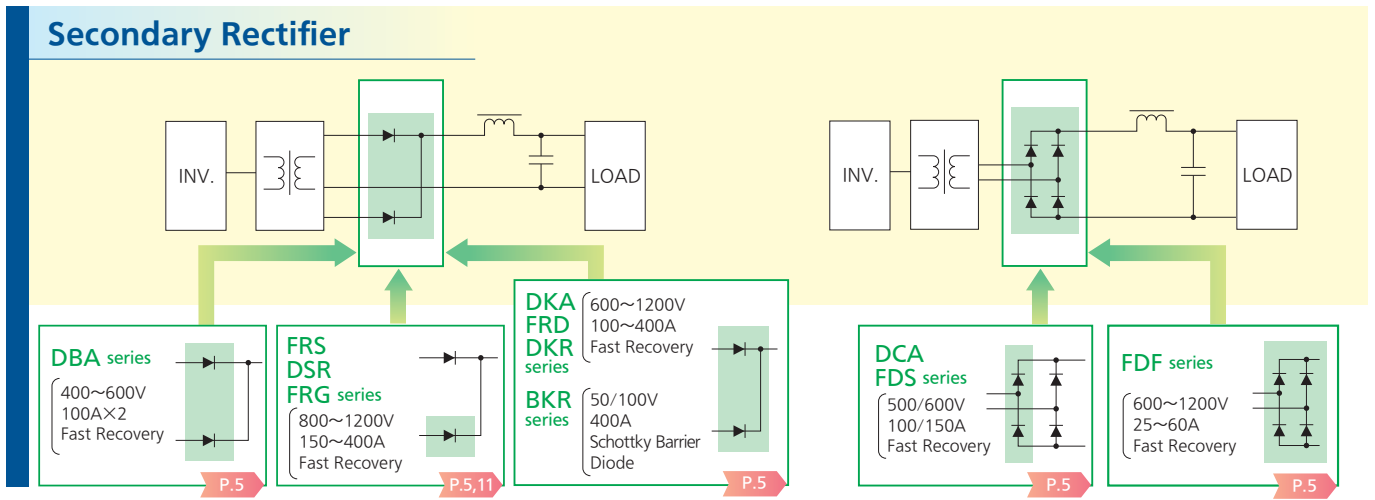 Secondary Rectifier
INV.
LOAD
INV.
LOAD
DBA series
400～600V
100A×2
Fast Recovery
P.5
FRS
DSR
FRG series
800～1200V
150～400A
Fast Recovery
P.5,11
DKA
FRD
DKR
series
600～1200V
100～400A
Fast Recovery
BKR
series
50/100V
400A
Schottky Barrier
Diode
P.5
DCA
FDS series
500/600V
100/150A
Fast Recovery
P.5
FDF series
600～1200V
25～60A
Fast Recovery
P.5